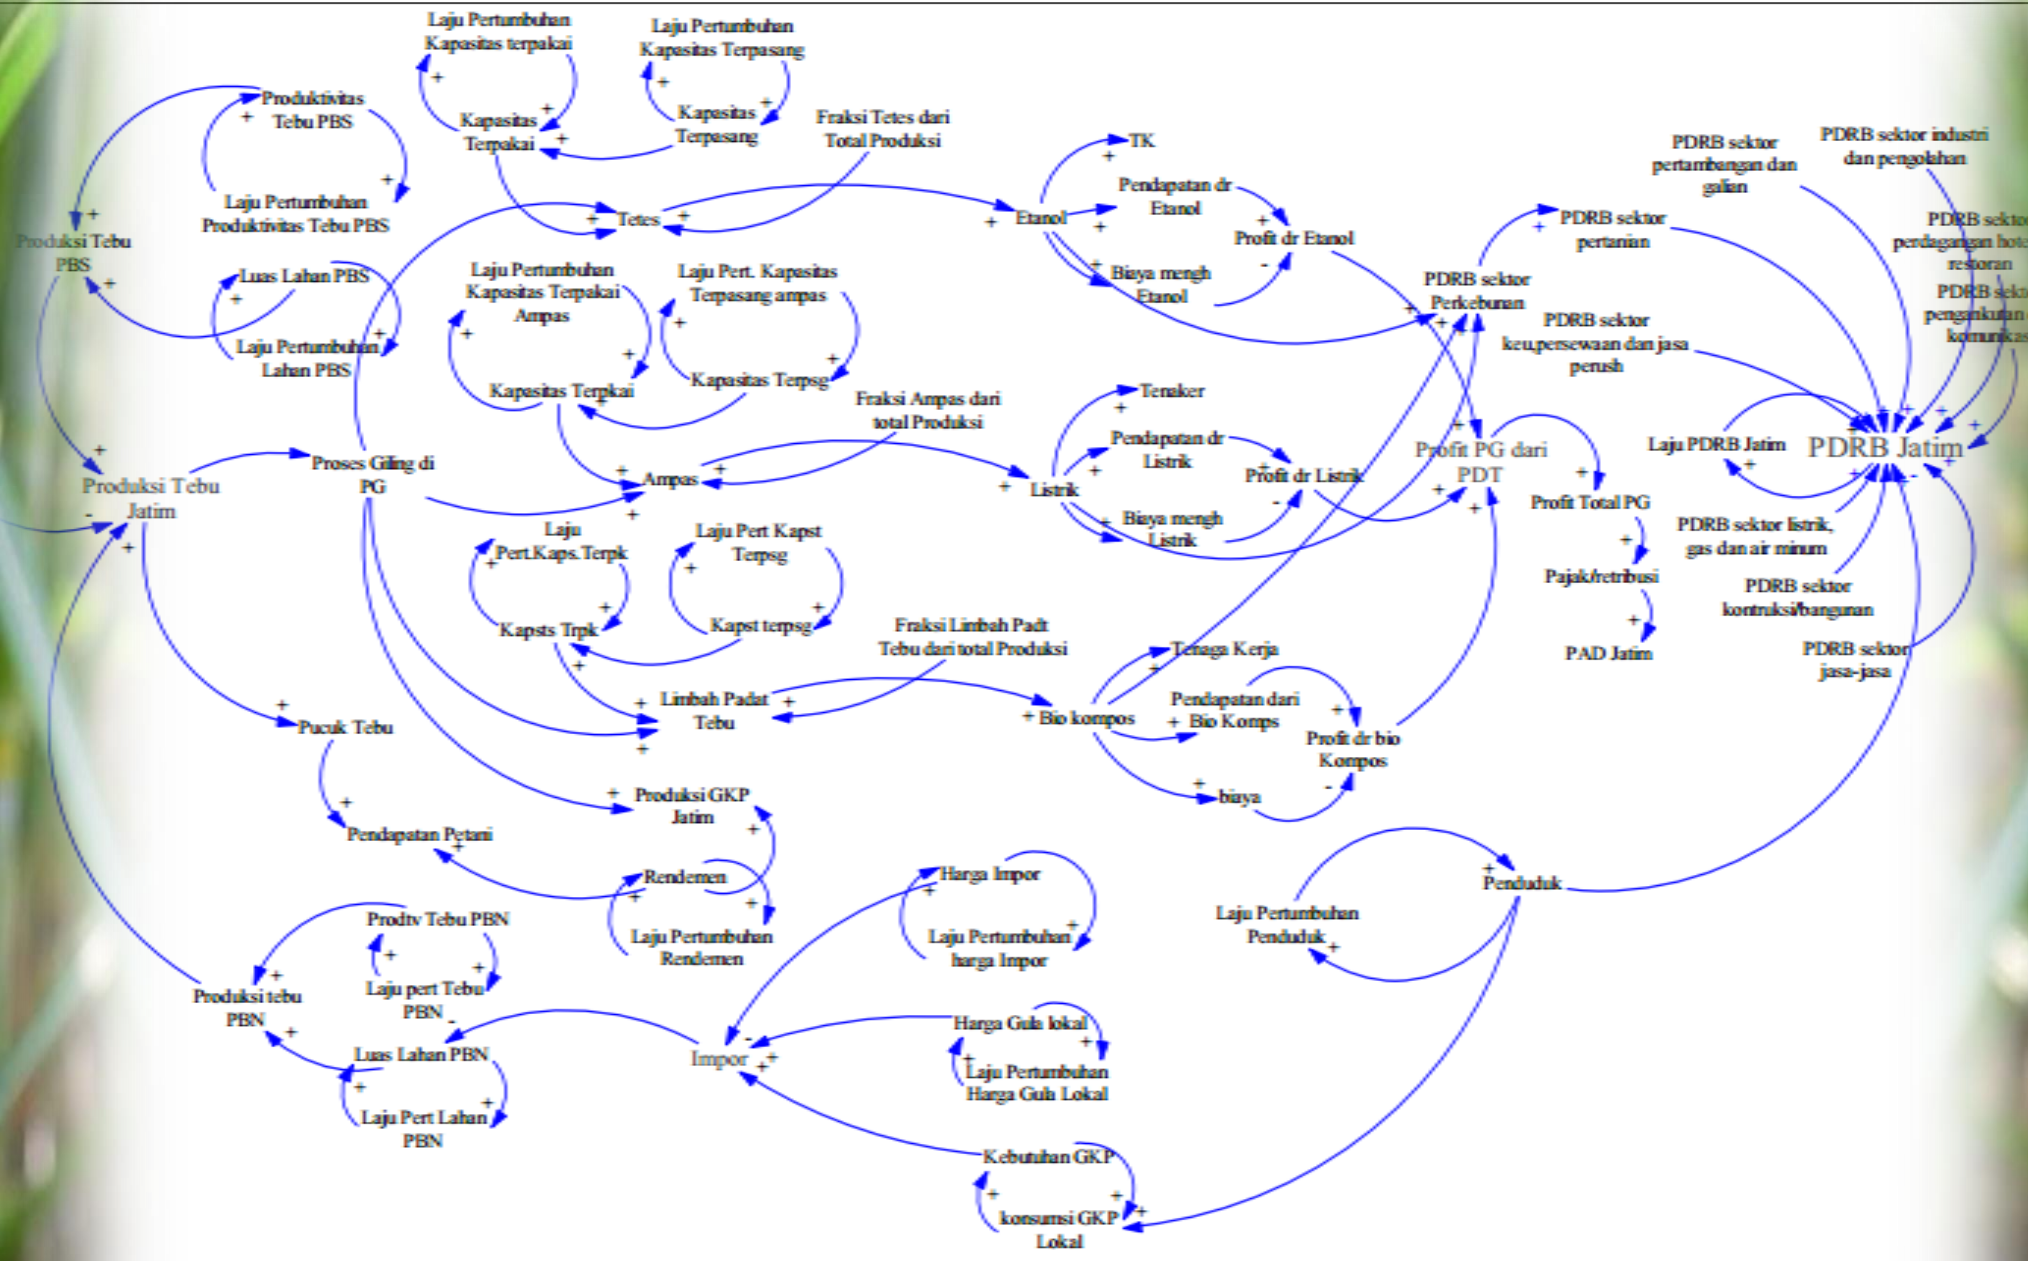 Laju Pertumbuhan
Kapasitas terpakai
Laju Pertumbuhan
Kapasitas Terpasang
Produktivitas
Tebu PBS
Kapasitas
Terpakai
Kapasitas
Terpasang
Fraksi Tetes dari
Total Produksi
Laju Pertumbuhan
Produktivitas Tebu PBS
Tetes
Produksi Tebu
PBS
Luas Lahan PBS
Laju Pertumbuhan
Lahan PBS
TK
Pendapatan dr
Etanol
Etanol
Profit dr Etanol
Biaya mengh
Etanol
PDRB sektor
pertambangan dan
galian
PDRB sektor industri
dan pengolahan
PDRB sektor
pertanian
PDRB sekto
perdagangan hote
restoran
PDRB sektor
Perkebunan
PDRB sekto
pengankutan
komunikas
PDRB sektor
keu,persewaan dan jasa
perush
Laju Pertumbuhan
Kapasitas Terpakai
Ampas
Laju Pert. Kapasitas
Terpasang ampas
Kapasitas Terpkai
Kapasitas Terpsg
Fraksi Ampas dari
total Produksi
Tenaker
Pendapatan dr
Listrik
Profit dr Listrik
Listrik
Biaya mengh
Listrik
Profit PG dari
PDT
Laju PDRB Jatim
PDRB Jatim
Profit Total PG
PDRB sektor listrik,
gas dan air minum
Pajak/retribusi
PDRB sektor
kontruksi/bangunan
PAD Jatim
PDRB sektor
jasa-jasa
Proses Giling di
PG
Ampas
Produksi Tebu
Jatim
Laju
Pert.Kaps.Terpk
Laju Pert Kapst
Terpsg
Kapsts Trpk
Kapst terpsg
Fraksi Limbah Padt
Tebu dari total Produksi
Limbah Padat
Tebu
Tenaga Kerja
Pendapatan dari
Bio Komps
Bio kompos
Profit dr bio
Kompos
biaya
Pucuk Tebu
Produksi GKP
Jatim
Pendapatan Petani
Rendemen
Laju Pertumbuhan
Rendemen
Harga Impor
Laju Pertumbuhan
harga Impor
Penduduk
Laju Pertumbuhan
Penduduk
Prodtv Tebu PBN
Laju pert Tebu
PBN
Produksi tebu
PBN
Luas Lahan PBN
Laju Pert Lahan
PBN
Impor
Harga Gula lokal
Laju Pertumbuhan
Harga Gula Lokal
Kebutuhan GKP
konsumsi GKP
Lokal